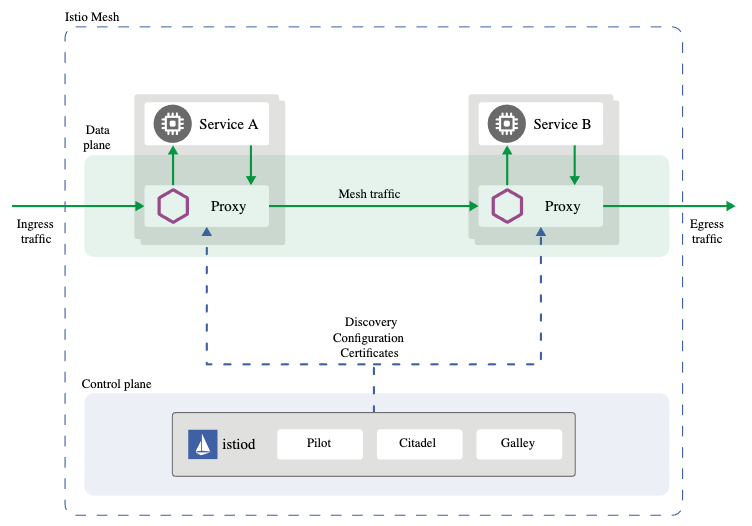 Istio Mesh
Data
plane
Service A
Service B
Proxy
Mesh traffic
Proxy
Ingress
traffic
Egress
traffic
Discovery
Configuration
Certificates
Control plane
istiod
Pilot
Citadel
Galley